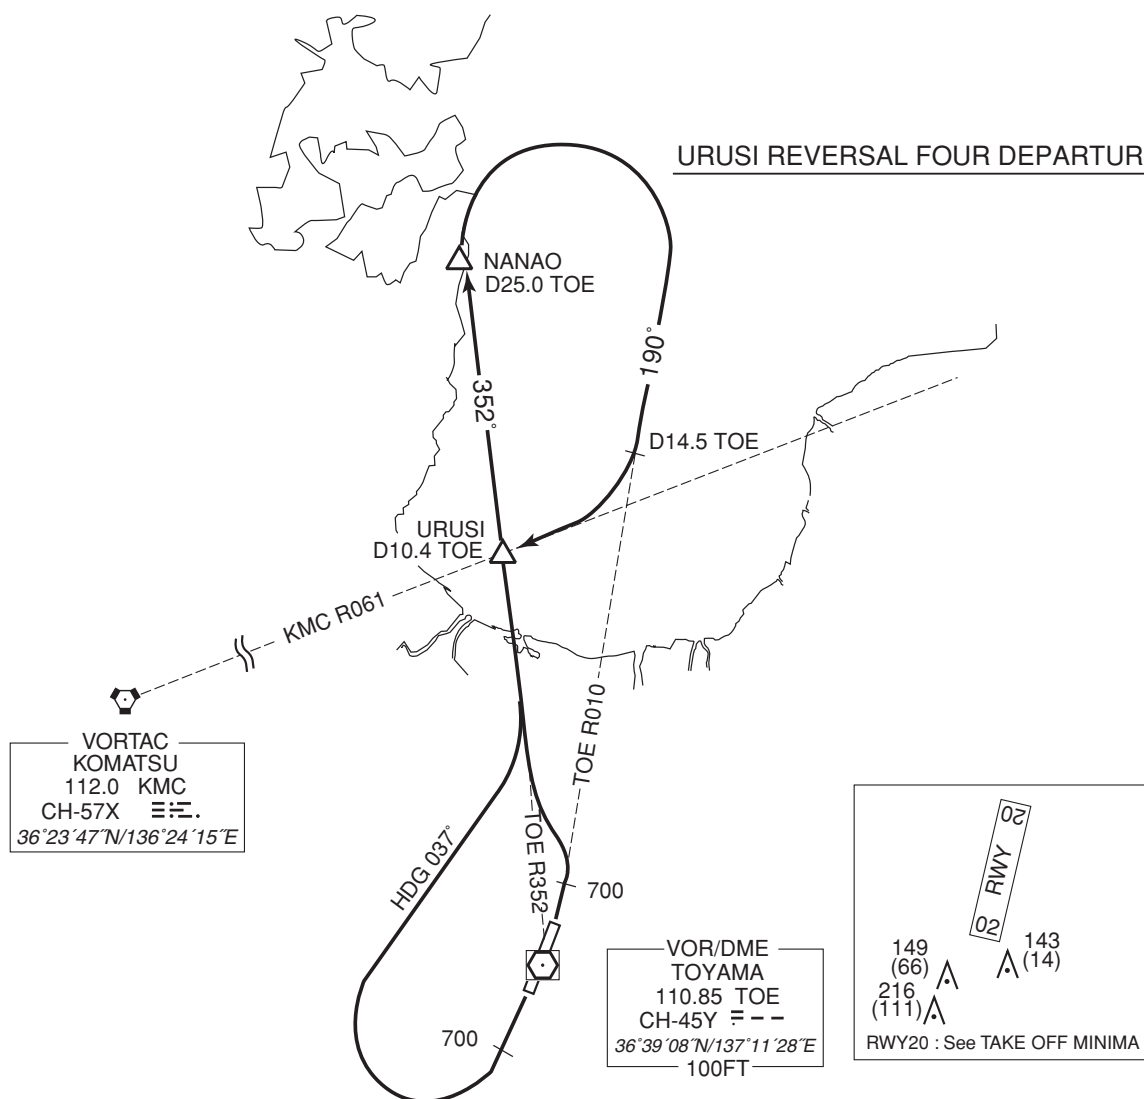 URUSI REVERSAL FOUR DEPARTUR
NANAO
D25.0 TOE
190°
352°
D14.5 TOE
URUSI
D10.4 TOE
KMC R061
TOE R010
VORTAC
KOMATSU
112.0 KMC
CH-57X
36°23′47″N/136°24′15″E
HDG 037°
TOE R352
700
700
VOR/DME
TOYAMA
110.85 TOE
CH-45Y
36°39′08″N/137°11′28″E
100FT
20
RWY
02
149
(66)
143
(14)
216
(111)
RWY20 : See TAKE OFF MINIMA